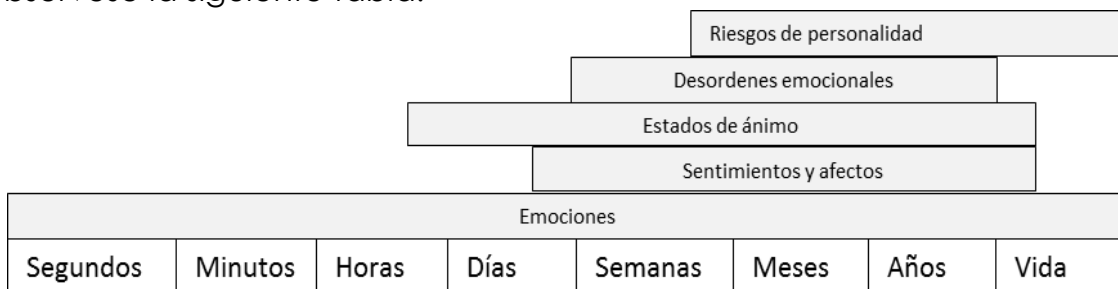 Riesgos de personalidad
Desordenes emocionales
Estados de ánimo
Sentimientos y afectos
Emociones
Segundos Minutos Horas Días Semanas Meses Años Vida